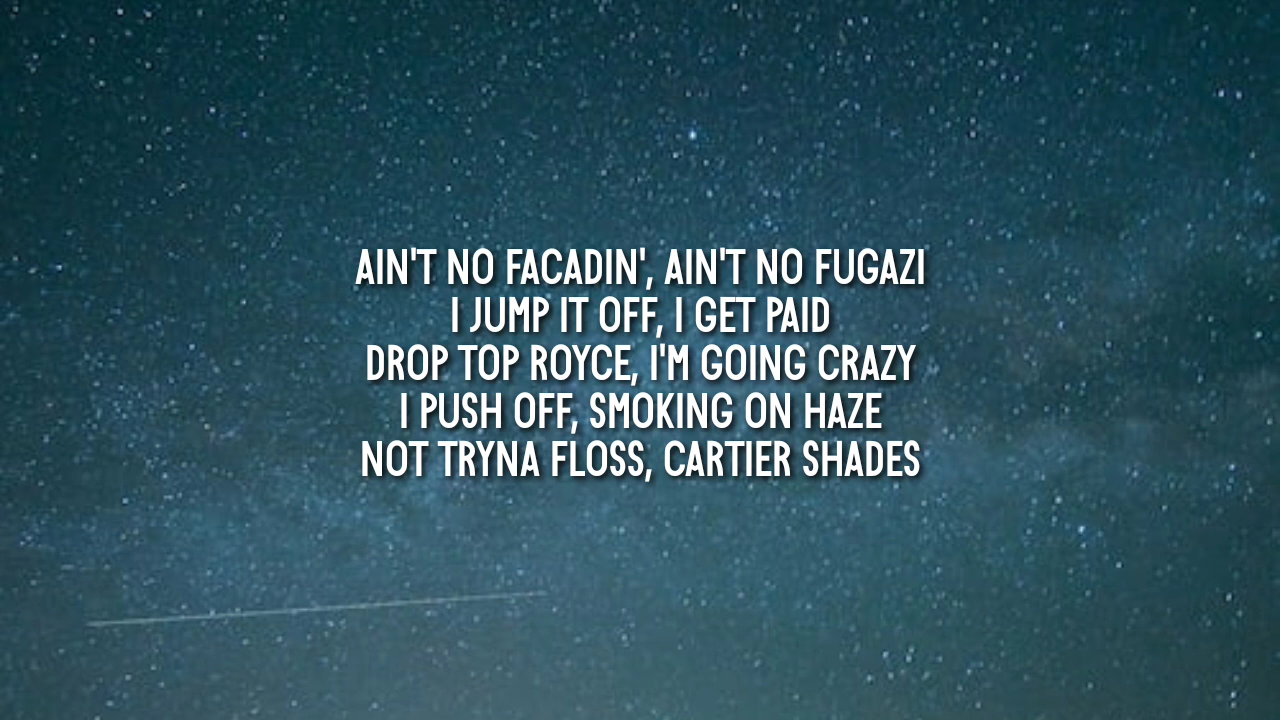 AIN'T NO FACADIN', AIN'T NO FUGAZI
I JUMP IT OFF, I GET PAID
DROP TOP ROYCE, I'M GOING CRAZY
I PUSH OFF, SMOKING ON HAZE
NOT TRYNA FLOSS, CARTIER SHADES